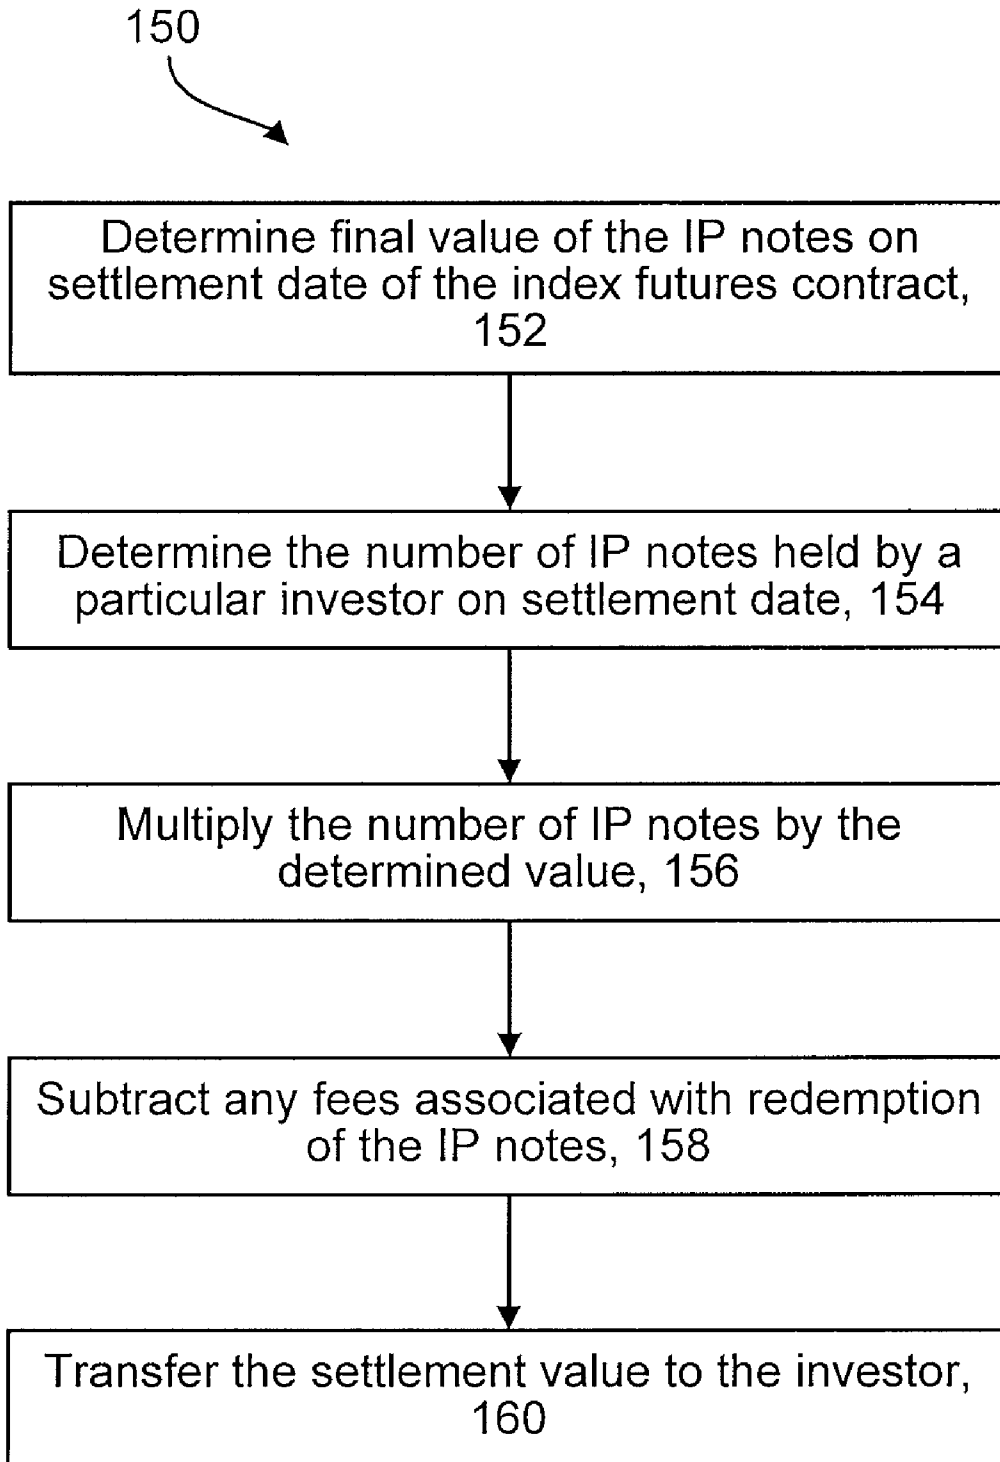 150
Determine final value of the IP notes on
settlement date of the index futures contract,
152
Determine the number of IP notes held by a
particular investor on settlement date, 154
Multiply the number of IP notes by the
determined value, 156
Subtract any fees associated with redemption
of the IP notes, 158
Transfer the settlement value to the investor,
160